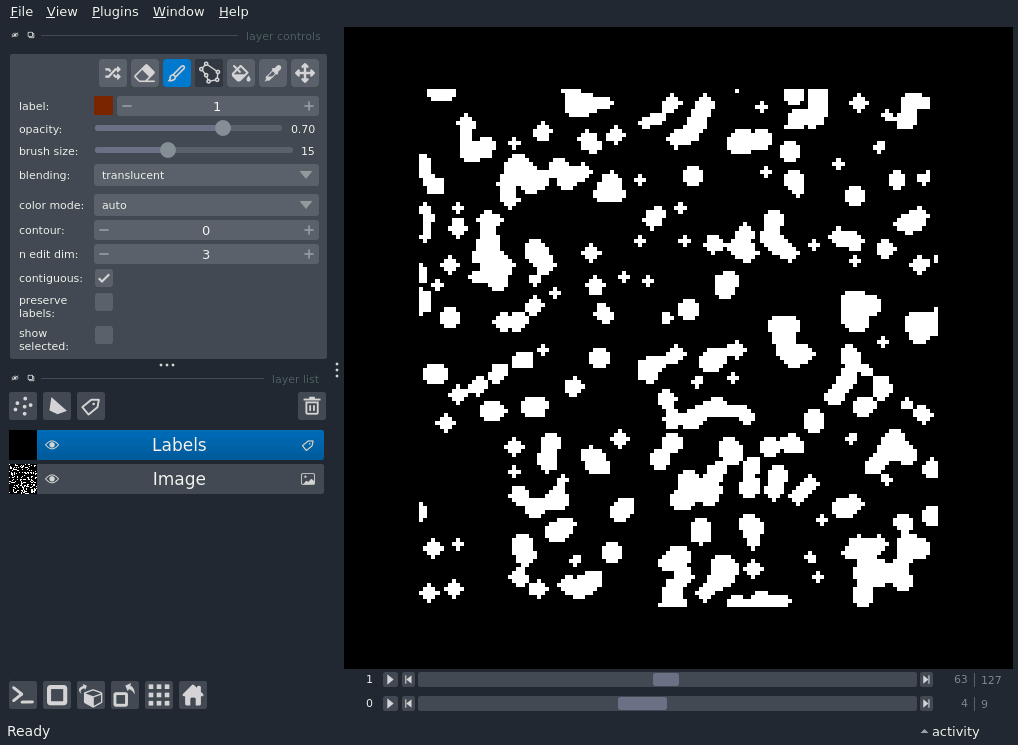 File View Plugins Window Help
layer controls
label: 1
opacity: 0.70
brush size: 15
blending: translucent
color mode: auto
contour: 0
n edit dim: 3
contiguous:
preserve
labels:
show
selected:
layer list
Labels
Image
1 63 127
0 4 9
Ready activity